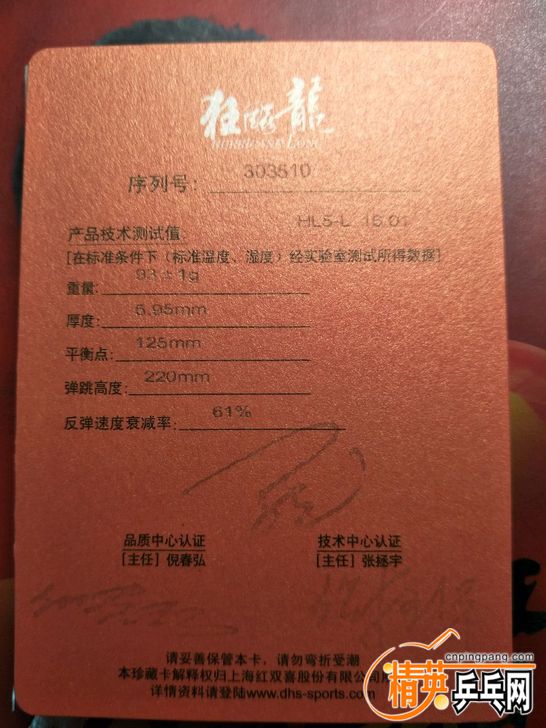 狂飚龍
HURRICANE LONG
序列号: 303510
产品技术测试值: HL5-L 16.01
[在标准条件下（标准温度、湿度）经实验室测试所得数据]
重量: 93±1g
厚度: 5.95mm
平衡点: 125mm
弹跳高度: 220mm
反弹速度衰减率: 61%
品质中心认证 技术中心认证
[主任] 倪春弘 [主任] 张拯宇
请妥善保管本卡，请勿弯折受潮
本珍藏卡解释权归上海红双喜股份有限公司所
详情资料请登陆www.dhs-sports.com
cnpingpang.com
精英乒乓网